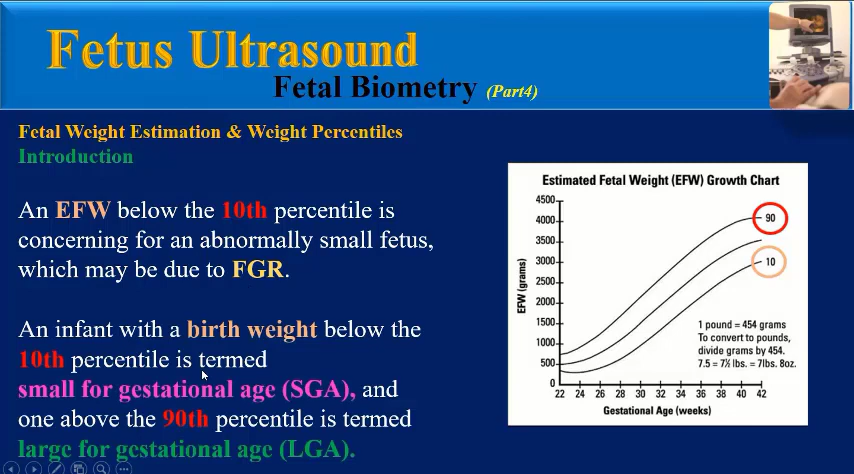 Fetus Ultrasound
Fetal Biometry (Part4)
Fetal Weight Estimation & Weight Percentiles
Introduction
An EFW below the 10th percentile is
concerning for an abnormally small fetus,
which may be due to FGR.
An infant with a birth weight below the
10th percentile is termed
small for gestational age (SGA), and
one above the 90th percentile is termed
large for gestational age (LGA).
Estimated Fetal Weight (EFW) Growth Chart
EFW (grams)
4500
4000
3500
3000
2500
2000
1500
1000
500
0
90
10
1 pound = 454 grams
To convert to pounds,
divide grams by 454.
7.5 = 7½ lbs. = 7lbs. 8oz.
22 24 26 28 30 32 34 36 38 40 42
Gestational Age (weeks)